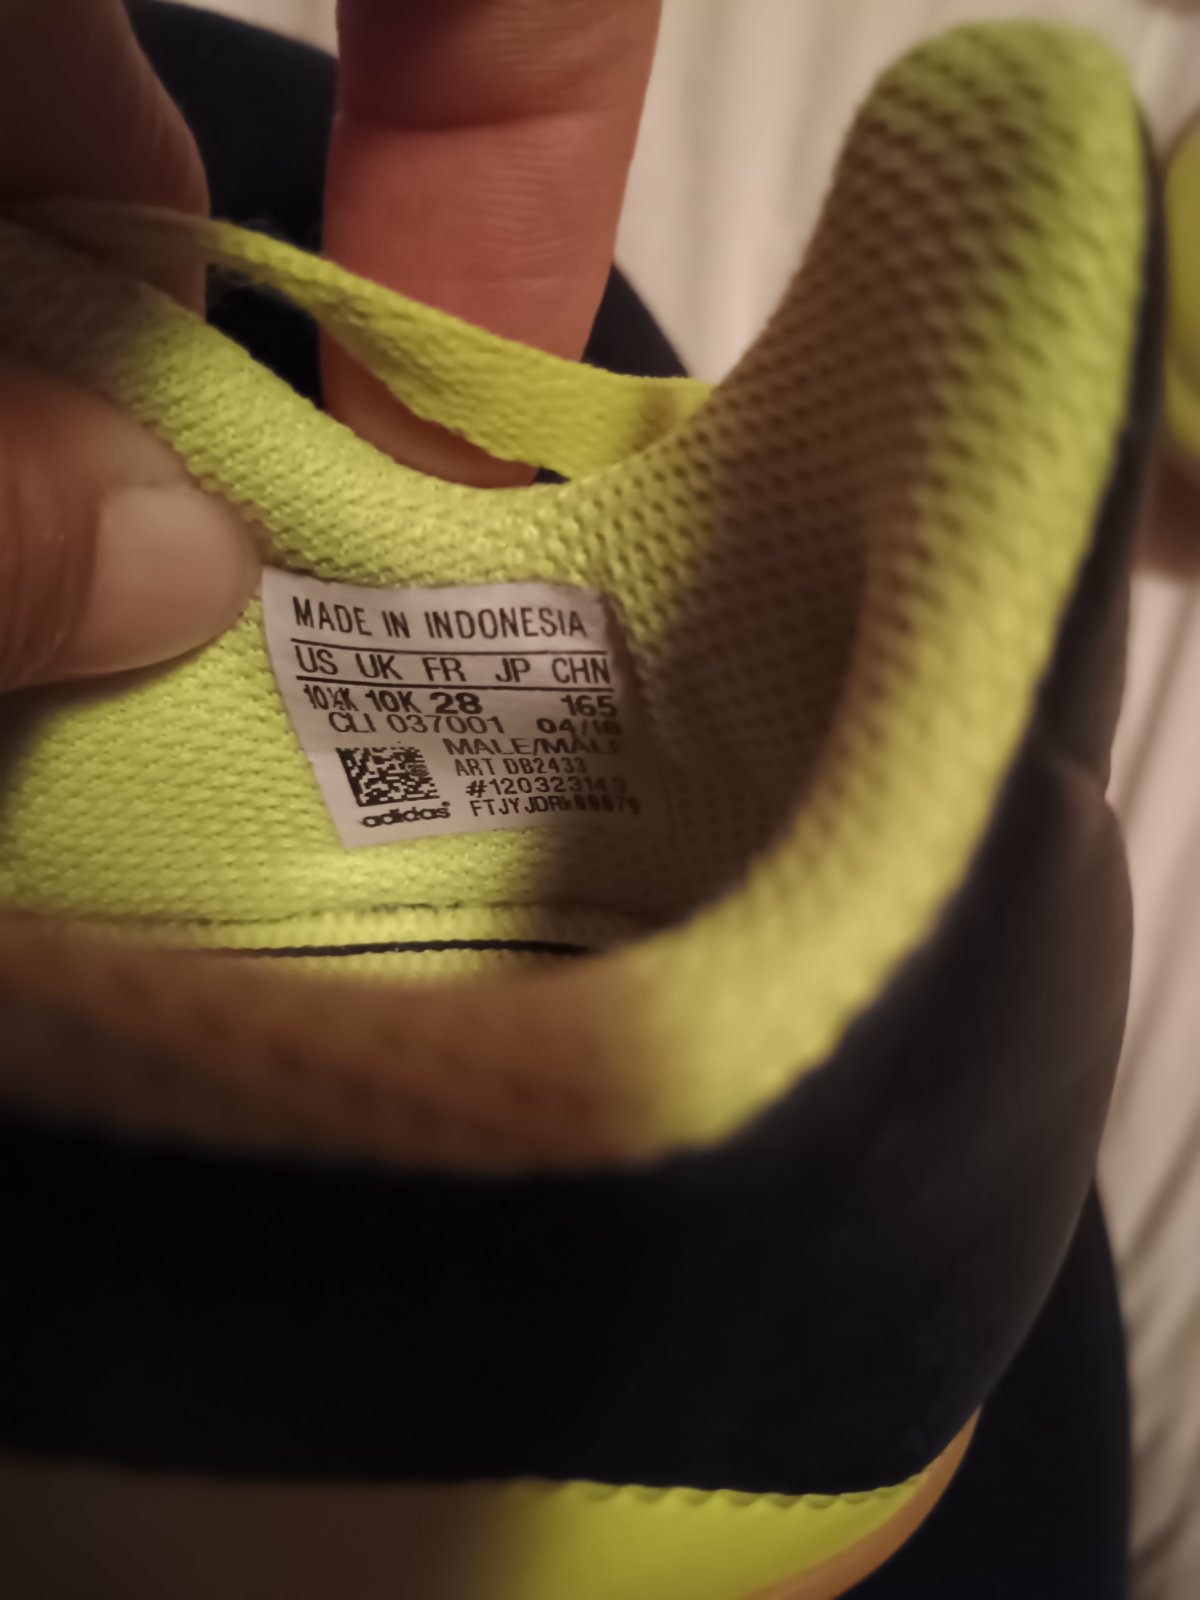 MADE IN INDONESIA
US UK FR JP CHN
10½K 10K 28 165
CLI 037001 04/18
MALE/MALE
ART DB2433
#120323143
adidas